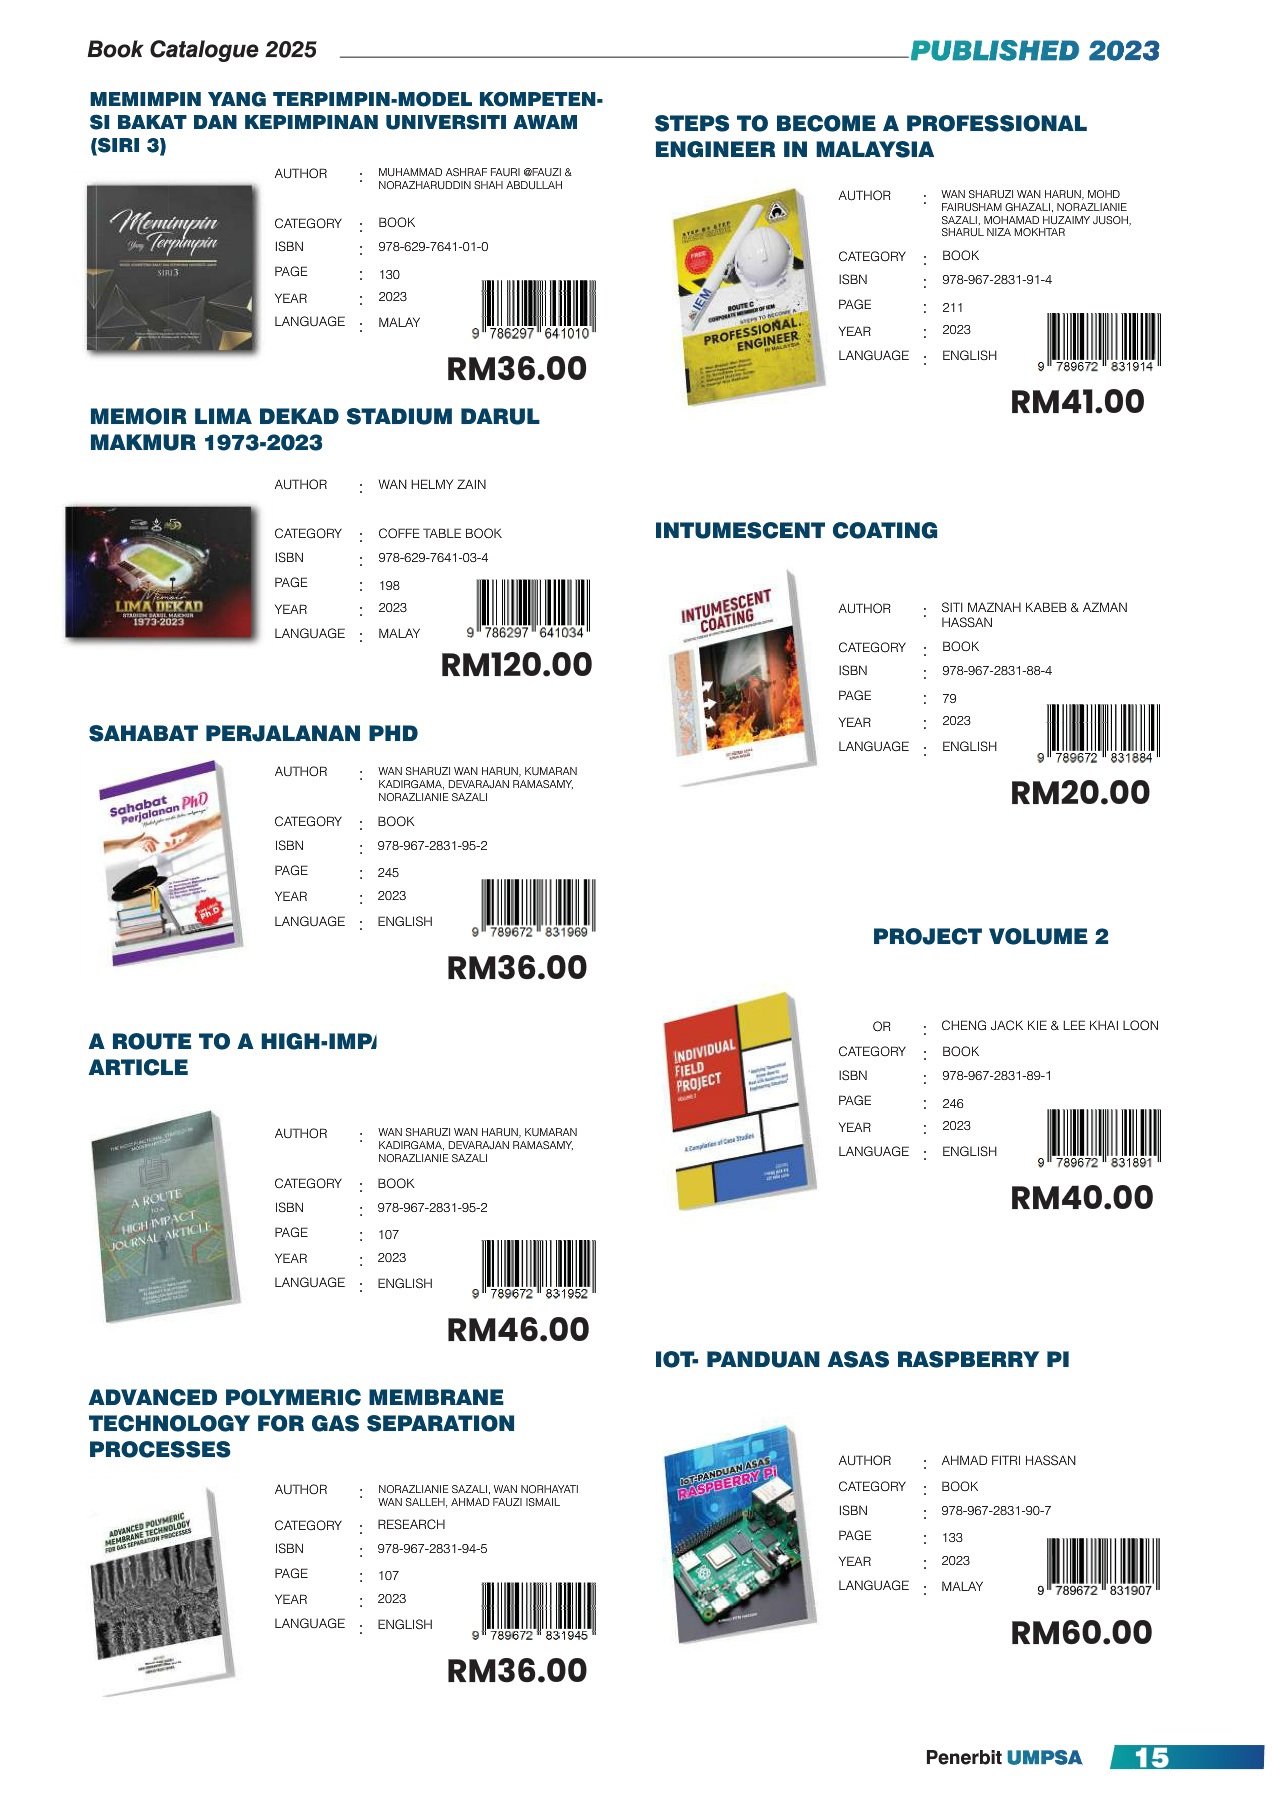 Book Catalogue 2025
PUBLISHED 2023
MEMIMPIN YANG TERPIMPIN-MODEL KOMPETEN-
SI BAKAT DAN KEPIMPINAN UNIVERSITI AWAM
(SIRI 3)
Memimpin
Yang Terpimpin
SIRI 3
AUTHOR : MUHAMMAD ASHRAF FAURI @FAUZI &
NORAZHARUDDIN SHAH ABDULLAH
CATEGORY : BOOK
ISBN : 978-629-7641-01-0
PAGE : 130
YEAR : 2023
LANGUAGE : MALAY
9 786297 641010
RM36.00
MEMOIR LIMA DEKAD STADIUM DARUL
MAKMUR 1973-2023
Memoir
LIMA DEKAD
STADIUM DARUL MAKMUR
1973-2023
AUTHOR : WAN HELMY ZAIN
CATEGORY : COFFE TABLE BOOK
ISBN : 978-629-7641-03-4
PAGE : 198
YEAR : 2023
LANGUAGE : MALAY
9 786297 641034
RM120.00
SAHABAT PERJALANAN PHD
Sahabat
Perjalanan PhD
AUTHOR : WAN SHARUZI WAN HARUN, KUMARAN
KADIRGAMA, DEVARAJAN RAMASAMY,
NORAZLIANIE SAZALI
CATEGORY : BOOK
ISBN : 978-967-2831-95-2
PAGE : 245
YEAR : 2023
LANGUAGE : ENGLISH
9 789672 831969
RM36.00
A ROUTE TO A HIGH-IMPA
ARTICLE
A ROUTE
TO A
HIGH IMPACT
JOURNAL ARTICLE
AUTHOR : WAN SHARUZI WAN HARUN, KUMARAN
KADIRGAMA, DEVARAJAN RAMASAMY,
NORAZLIANIE SAZALI
CATEGORY : BOOK
ISBN : 978-967-2831-95-2
PAGE : 107
YEAR : 2023
LANGUAGE : ENGLISH
9 789672 831952
RM46.00
ADVANCED POLYMERIC MEMBRANE
TECHNOLOGY FOR GAS SEPARATION
PROCESSES
ADVANCED POLYMERIC
MEMBRANE TECHNOLOGY
FOR GAS SEPARATION PROCESSES
AUTHOR : NORAZLIANIE SAZALI, WAN NORHAYATI
WAN SALLEH, AHMAD FAUZI ISMAIL
CATEGORY : RESEARCH
ISBN : 978-967-2831-94-5
PAGE : 107
YEAR : 2023
LANGUAGE : ENGLISH
9 789672 831945
RM36.00
STEPS TO BECOME A PROFESSIONAL
ENGINEER IN MALAYSIA
STEP BY STEP
FREE
IEM
ROUTE C
CORPORATE MEMBER OF IEM
STEPS TO BECOME A
PROFESSIONAL
ENGINEER
IN MALAYSIA
AUTHOR : WAN SHARUZI WAN HARUN, MOHD
FAIRUSHAM GHAZALI, NORAZLIANIE
SAZALI, MOHAMAD HUZAIMY JUSOH,
SHARUL NIZA MOKHTAR
CATEGORY : BOOK
ISBN : 978-967-2831-91-4
PAGE : 211
YEAR : 2023
LANGUAGE : ENGLISH
9 789672 831914
RM41.00
INTUMESCENT COATING
INTUMESCENT
COATING
AUTHOR : SITI MAZNAH KABEB & AZMAN
HASSAN
CATEGORY : BOOK
ISBN : 978-967-2831-88-4
PAGE : 79
YEAR : 2023
LANGUAGE : ENGLISH
9 789672 831884
RM20.00
PROJECT VOLUME 2
INDIVIDUAL
FIELD
PROJECT
VOLUME 2
A Compilation of Case Studies
OR : CHENG JACK KIE & LEE KHAI LOON
CATEGORY : BOOK
ISBN : 978-967-2831-89-1
PAGE : 246
YEAR : 2023
LANGUAGE : ENGLISH
9 789672 831891
RM40.00
IOT- PANDUAN ASAS RASPBERRY PI
IoT-PANDUAN ASAS
RASPBERRY Pi
AUTHOR : AHMAD FITRI HASSAN
CATEGORY : BOOK
ISBN : 978-967-2831-90-7
PAGE : 133
YEAR : 2023
LANGUAGE : MALAY
9 789672 831907
RM60.00
Penerbit UMPSA 15